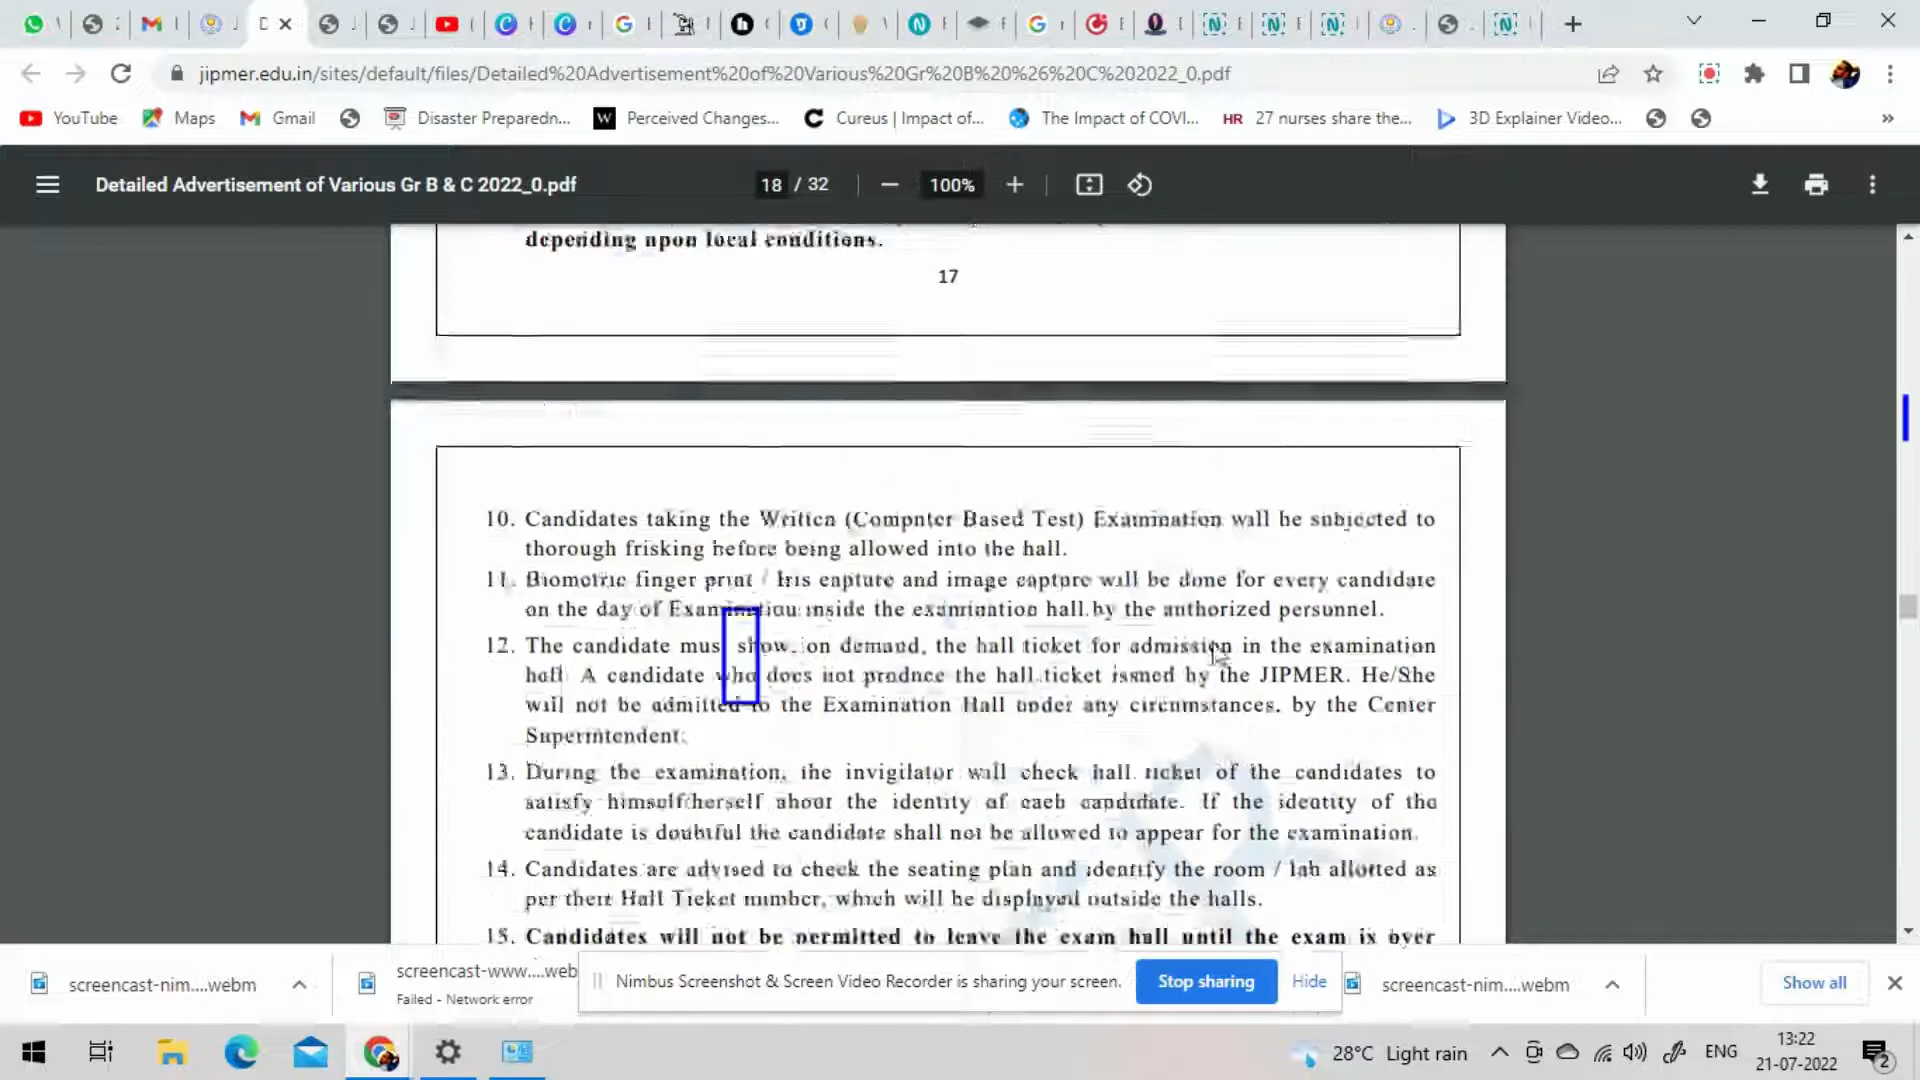 jipmer.edu.in/sites/default/files/Detailed%20Advertisement%20of%20Various%20Gr%20B%20%26%20C%202022_0.pdf
YouTube Maps Gmail Disaster Preparedn... Perceived Changes... Cureus | Impact of... The Impact of COVI... HR 27 nurses share the... 3D Explainer Video... »
Detailed Advertisement of Various Gr B & C 2022_0.pdf 18 / 32 100%
depending upon local conditions.
17
10. Candidates taking the Written (Computer Based Test) Examination will be subjected to
thorough frisking before being allowed into the hall.
11. Biometric finger print / Iris capture and image capture will be done for every candidate
on the day of Examination inside the examination hall by the authorized personnel.
12. The candidate must show, on demand, the hall ticket for admission in the examination
hall. A candidate who does not produce the hall ticket issued by the JIPMER. He/She
will not be admitted to the Examination Hall under any circumstances, by the Center
Superintendent.
13. During the examination, the invigilator will check hall ticket of the candidates to
satisfy himself/herself about the identity of each candidate. If the identity of the
candidate is doubtful the candidate shall not be allowed to appear for the examination.
14. Candidates are advised to check the seating plan and identify the room / lab allotted as
per their Hall Ticket number, which will be displayed outside the halls.
15. Candidates will not be permitted to leave the exam hall until the exam is over
screencast-nim....webm
screencast-www....web
Failed - Network error
Nimbus Screenshot & Screen Video Recorder is sharing your screen. Stop sharing Hide
screencast-nim....webm
Show all
28°C Light rain
ENG
13:22
21-07-2022
2